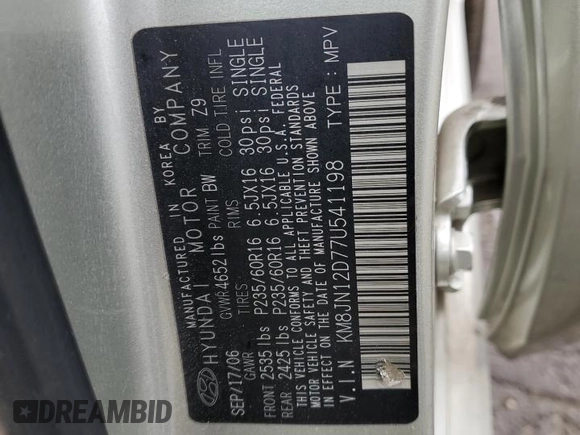 MANUFACTURED IN KOREA BY
HYUNDAI MOTOR COMPANY
SEP/17/06 GVWR 4652 lbs PAINT BW TRIM Z9
GAWR TIRES RIMS COLD TIRE INFL
FRONT 2535 lbs P235/60R16 6.5JX16 30psi SINGLE
REAR 2425 lbs P235/60R16 6.5JX16 30psi SINGLE
THIS VEHICLE CONFORMS TO ALL APPLICABLE U.S.A. FEDERAL
MOTOR VEHICLE SAFETY AND THEFT PREVENTION STANDARDS
IN EFFECT ON THE DATE OF MANUFACTURE SHOWN ABOVE
V.I.N KM8JN12D77U541198 TYPE : MPV
DREAMBID